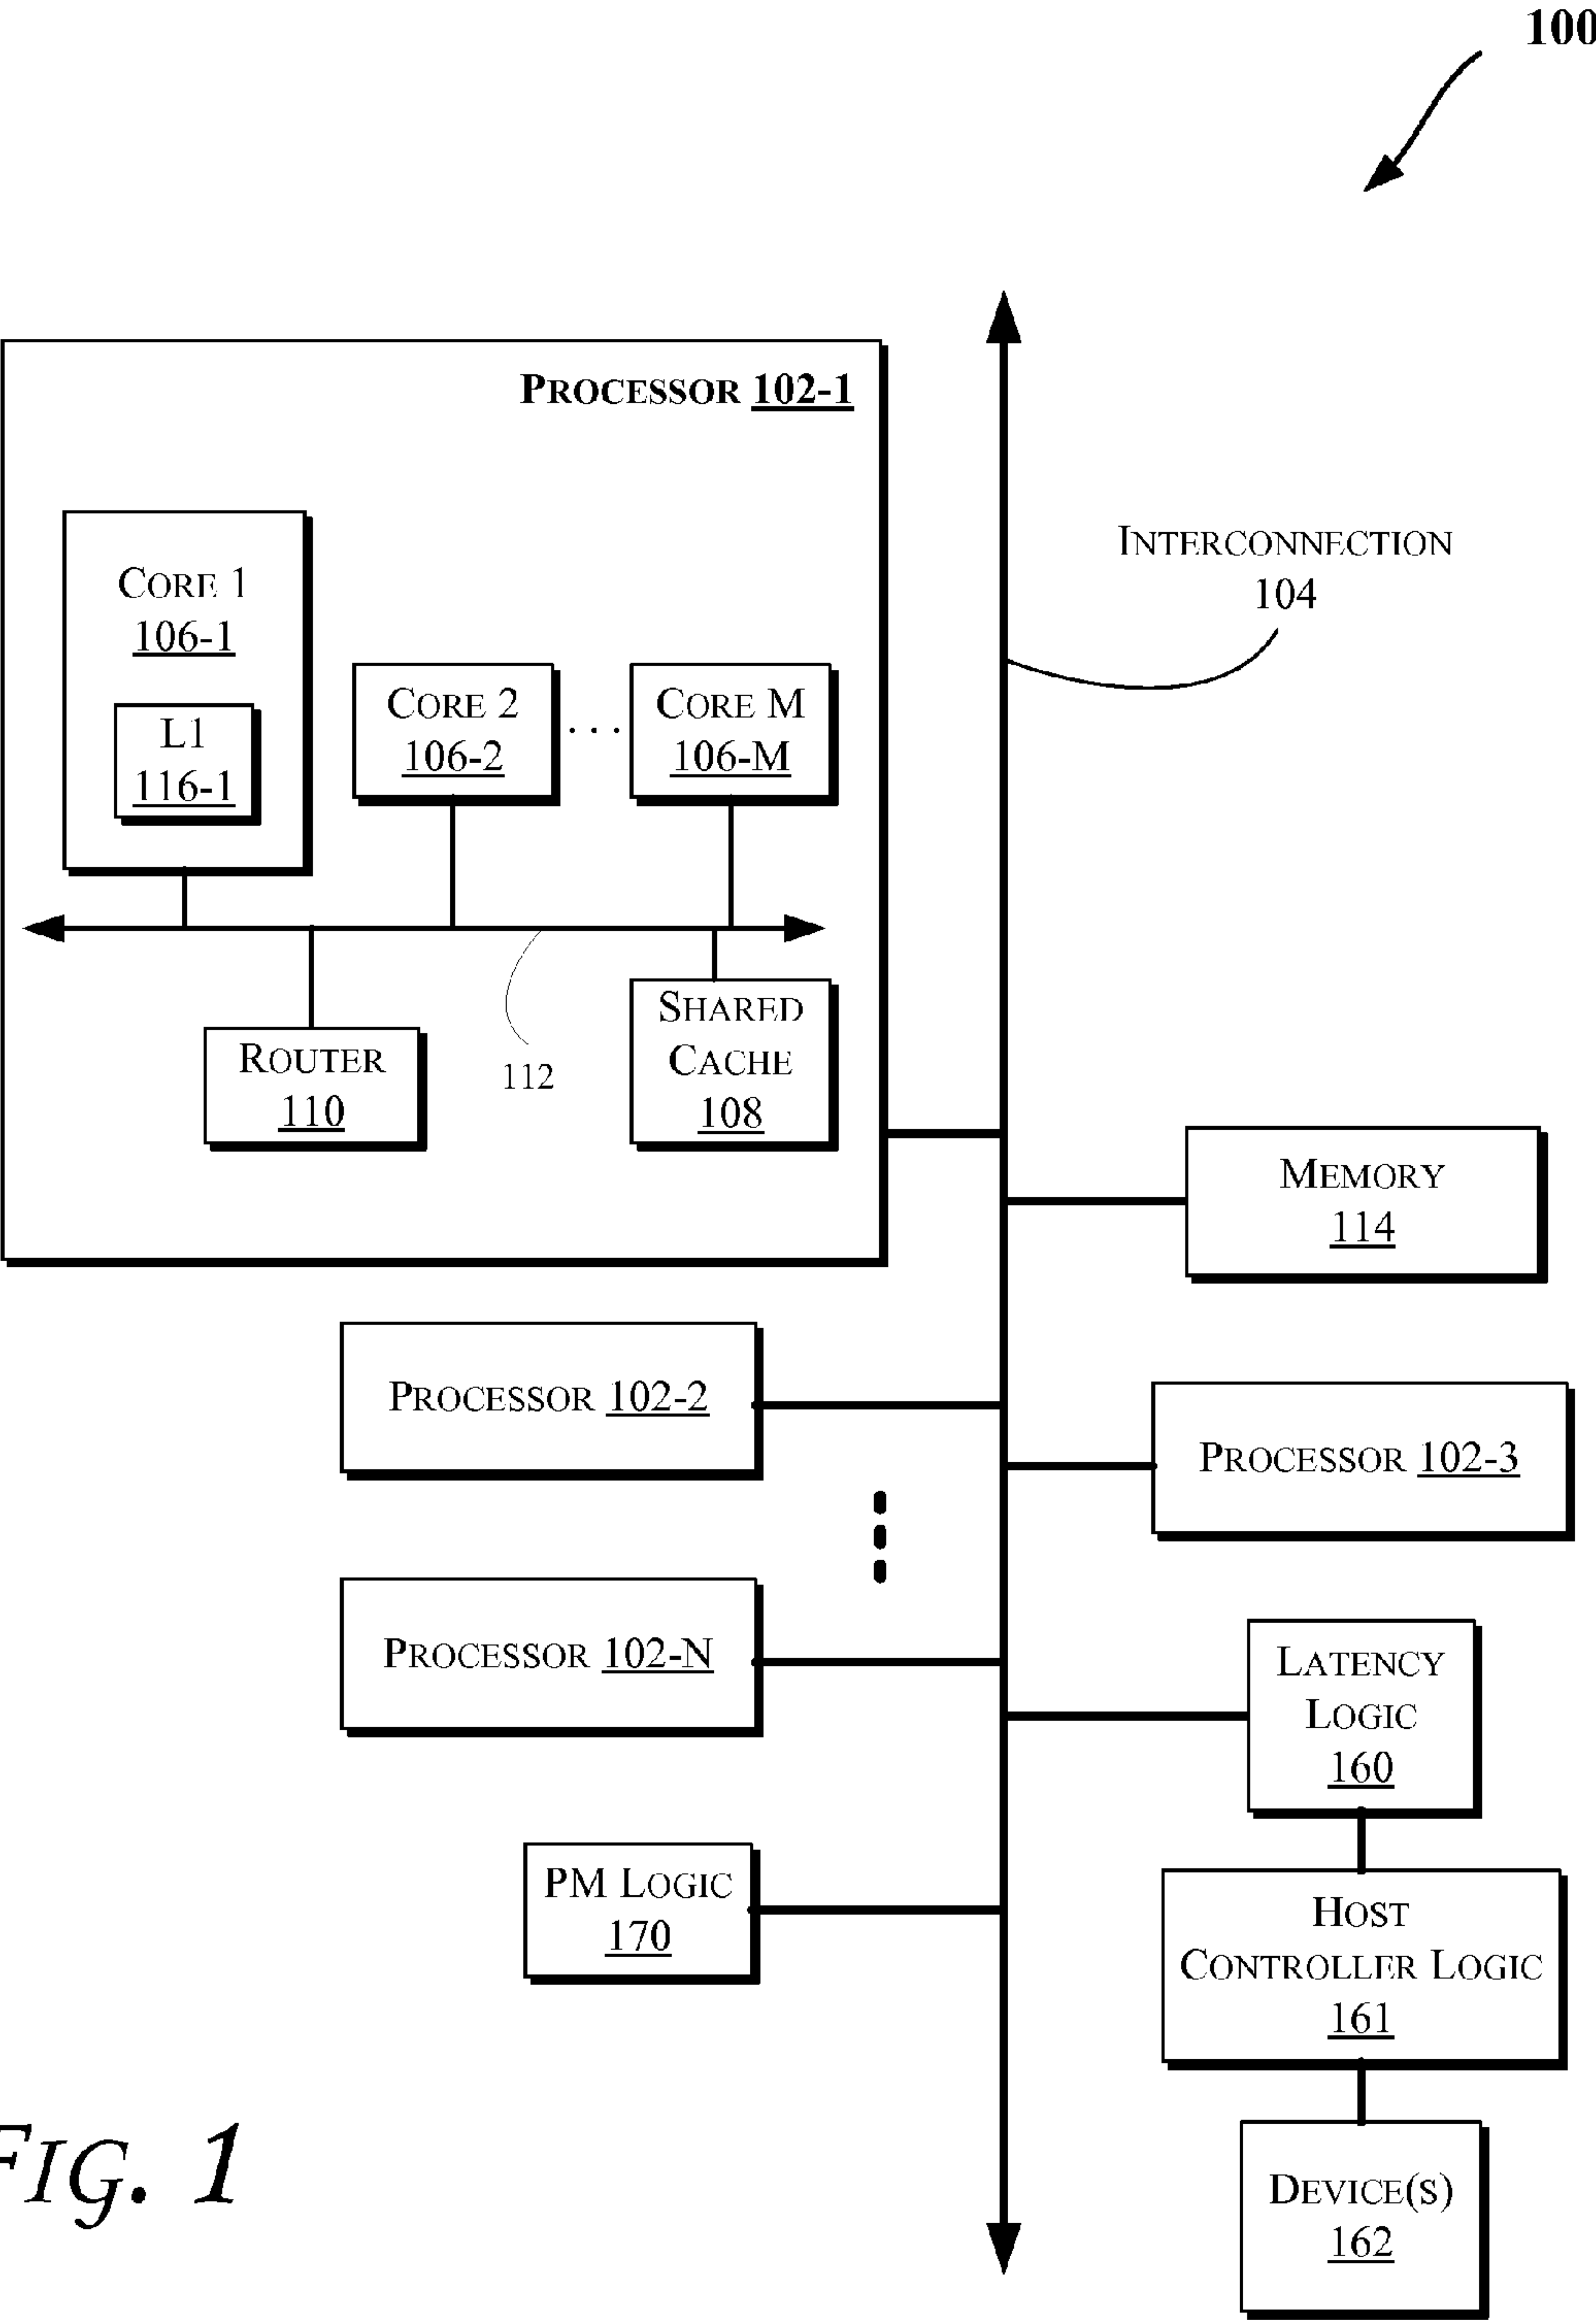 100
PROCESSOR 102-1
INTERCONNECTION
104
CORE 1
106-1
L1
116-1
CORE 2
106-2
. . .
CORE M
106-M
112
ROUTER
110
SHARED
CACHE
108
MEMORY
114
PROCESSOR 102-2
PROCESSOR 102-3
PROCESSOR 102-N
LATENCY
LOGIC
160
PM LOGIC
170
HOST
CONTROLLER LOGIC
161
DEVICE(S)
162
FIG. 1